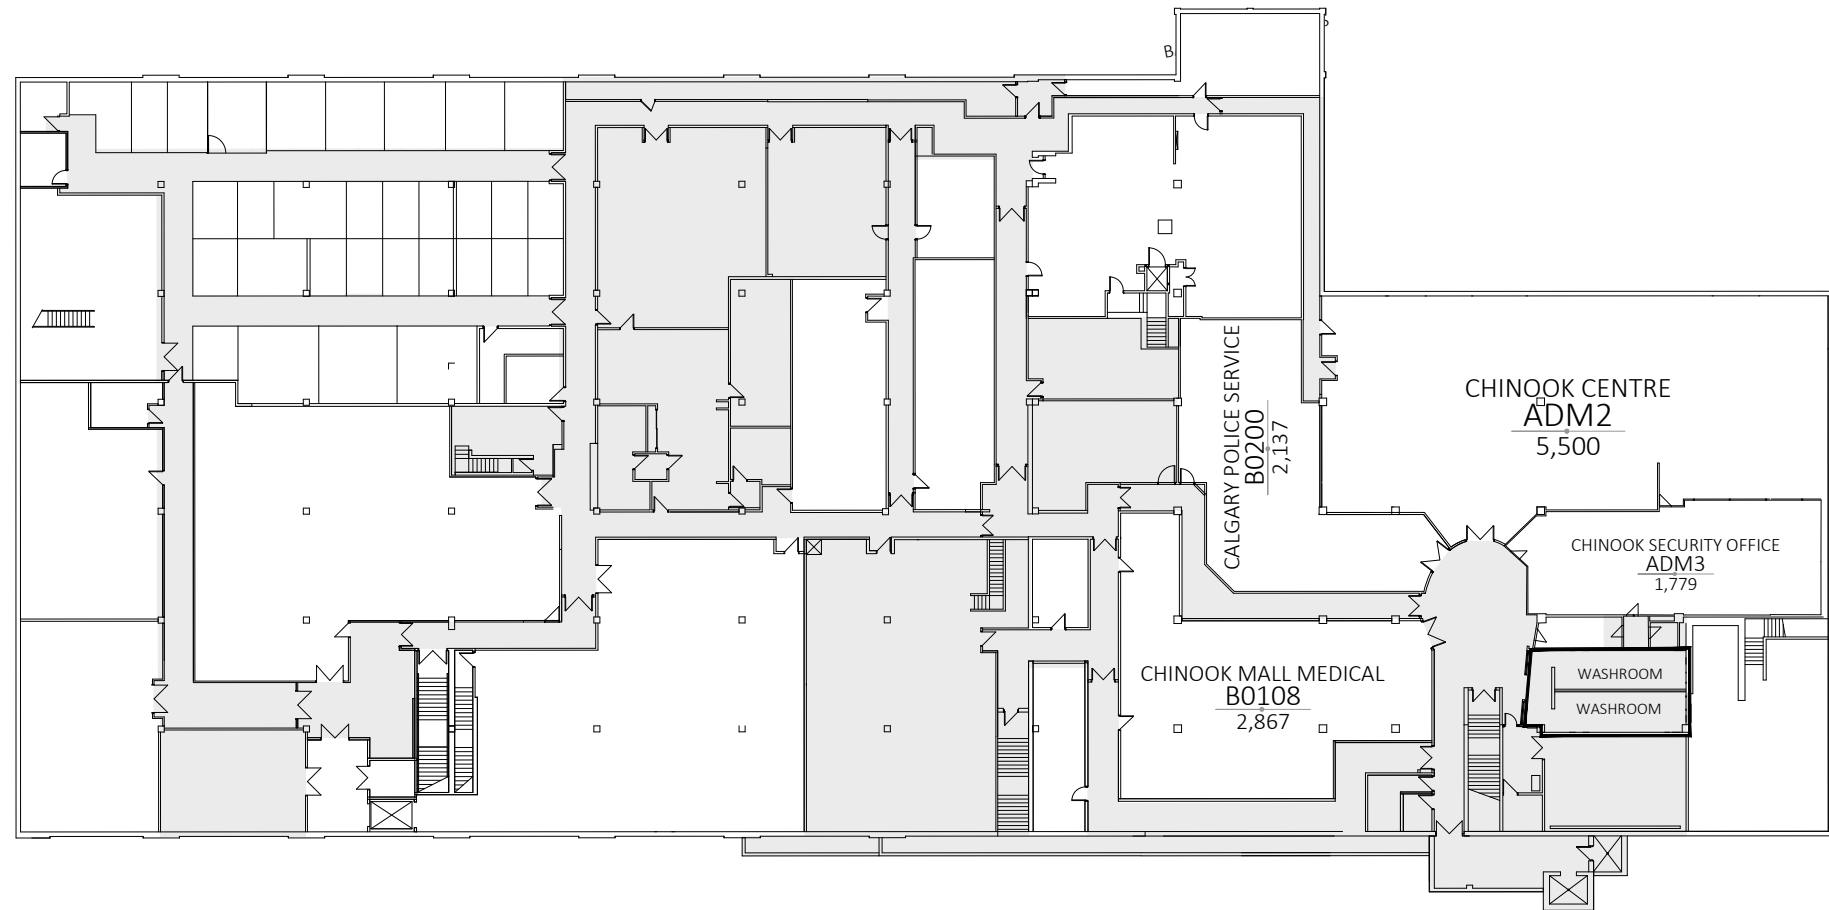 B
CHINOOK CENTRE
ADM2
5,500
CALGARY POLICE SERVICE
B0200
2,137
CHINOOK SECURITY OFFICE
ADM3
1,779
CHINOOK MALL MEDICAL
B0108
2,867
WASHROOM
WASHROOM